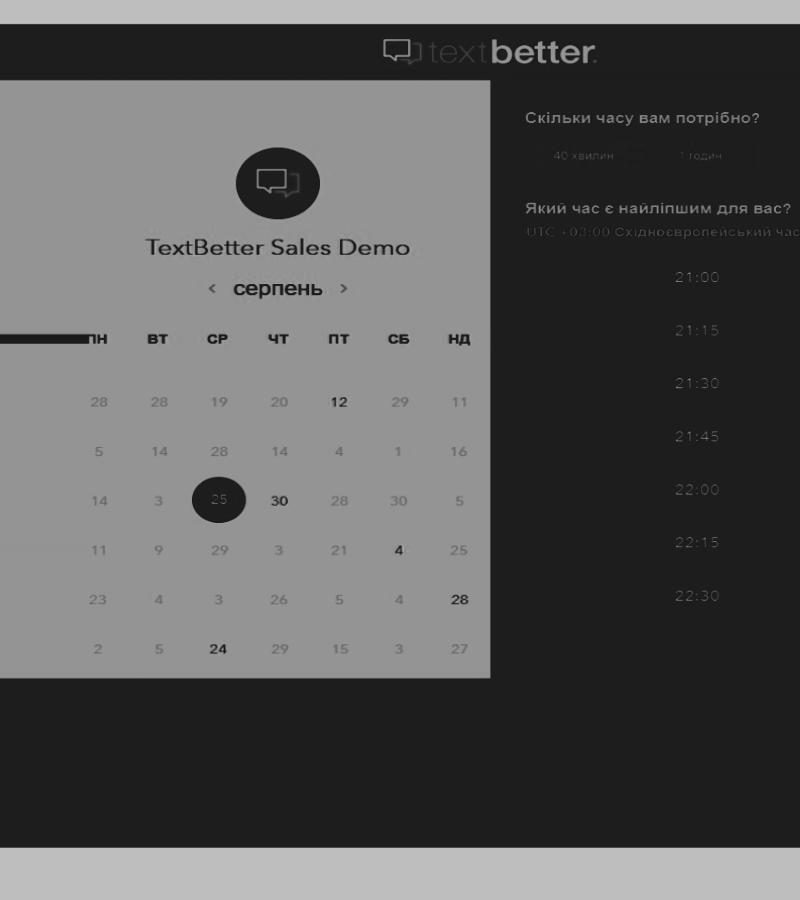 textbetter.
TextBetter Sales Demo
‹ серпень ›
ПН ВТ СР ЧТ ПТ СБ НД
28 28 19 20 12 29 11
5 14 28 14 4 1 16
14 3 25 30 28 30 5
11 9 29 3 21 4 25
23 4 3 26 5 4 28
2 5 24 29 15 3 27
Скільки часу вам потрібно?
40 хвилин 1 годин
Який час є найліпшим для вас?
UTC +03:00 Східноєвропейський час
21:00
21:15
21:30
21:45
22:00
22:15
22:30